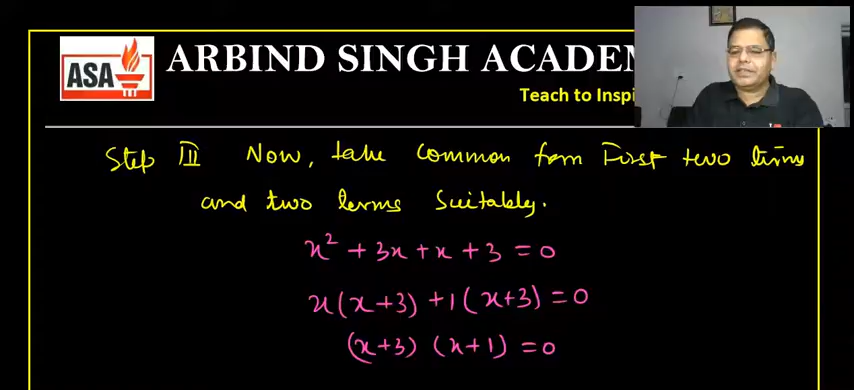 ASA
ARBIND SINGH ACADEM
Teach to Inspi
Step III Now, take common from First two terms
and two terms Suitably.
x² + 3x + x + 3 = 0
x(x+3) +1(x+3) = 0
(x+3) (x+1) = 0